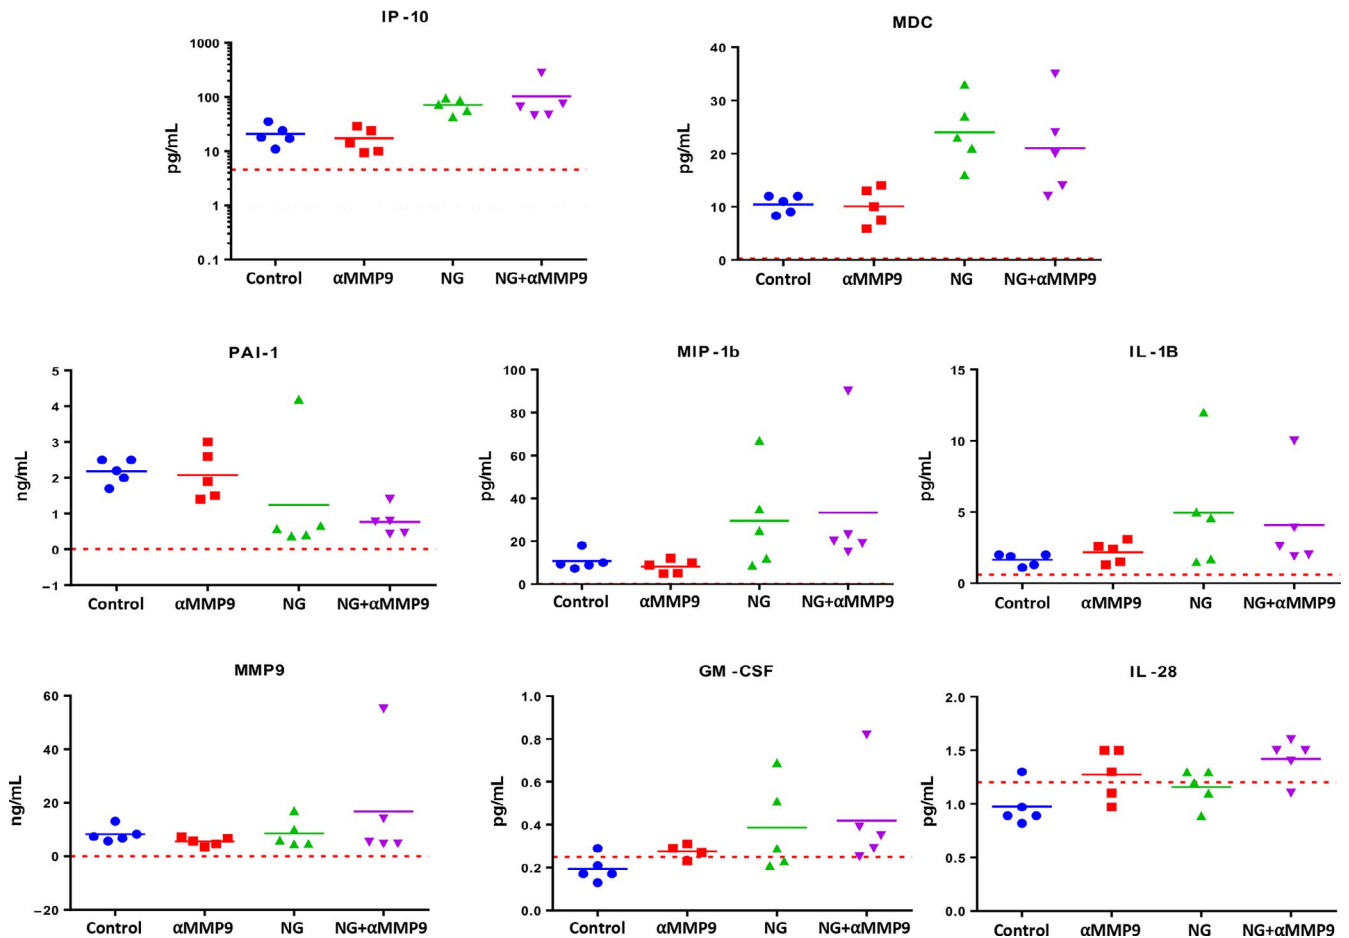 IP-10
pg/mL
1000
100
10
1
0.1
Control αMMP9 NG NG+αMMP9
MDC
pg/mL
40
30
20
10
0
Control αMMP9 NG NG+αMMP9
PAI-1
ng/mL
5
4
3
2
1
0
−1
Control αMMP9 NG NG+αMMP9
MIP-1b
pg/mL
100
80
60
40
20
0
Control αMMP9 NG NG+αMMP9
IL-1B
pg/mL
15
10
5
0
Control αMMP9 NG NG+αMMP9
MMP9
ng/mL
60
40
20
0
−20
Control αMMP9 NG NG+αMMP9
GM-CSF
pg/mL
1.0
0.8
0.6
0.4
0.2
0.0
Control αMMP9 NG NG+αMMP9
IL-28
pg/mL
2.0
1.5
1.0
0.5
0.0
Control αMMP9 NG NG+αMMP9